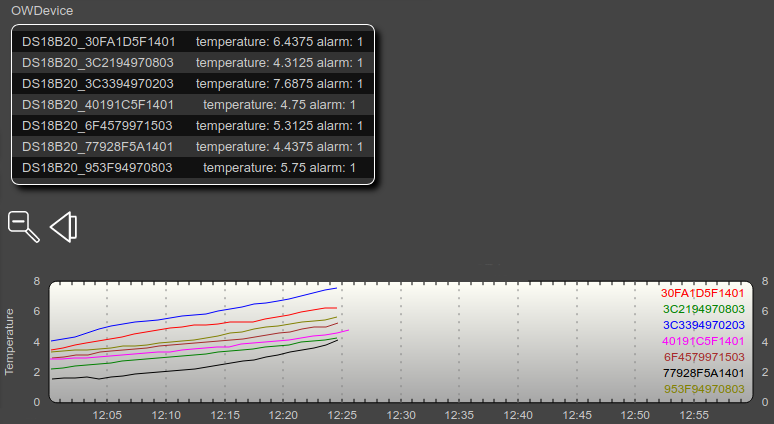 OWDevice
DS18B20_30FA1D5F1401 temperature: 6.4375 alarm: 1
DS18B20_3C2194970803 temperature: 4.3125 alarm: 1
DS18B20_3C3394970203 temperature: 7.6875 alarm: 1
DS18B20_40191C5F1401 temperature: 4.75 alarm: 1
DS18B20_6F4579971503 temperature: 5.3125 alarm: 1
DS18B20_77928F5A1401 temperature: 4.4375 alarm: 1
DS18B20_953F94970803 temperature: 5.75 alarm: 1
8 8
30FA1D5F1401
3C2194970803
6 6
3C3394970203
Temperature
4 40191C5F1401 4
6F4579971503
2 77928F5A1401 2
953F94970803
0 0
12:05 12:10 12:15 12:20 12:25 12:30 12:35 12:40 12:45 12:50 12:55